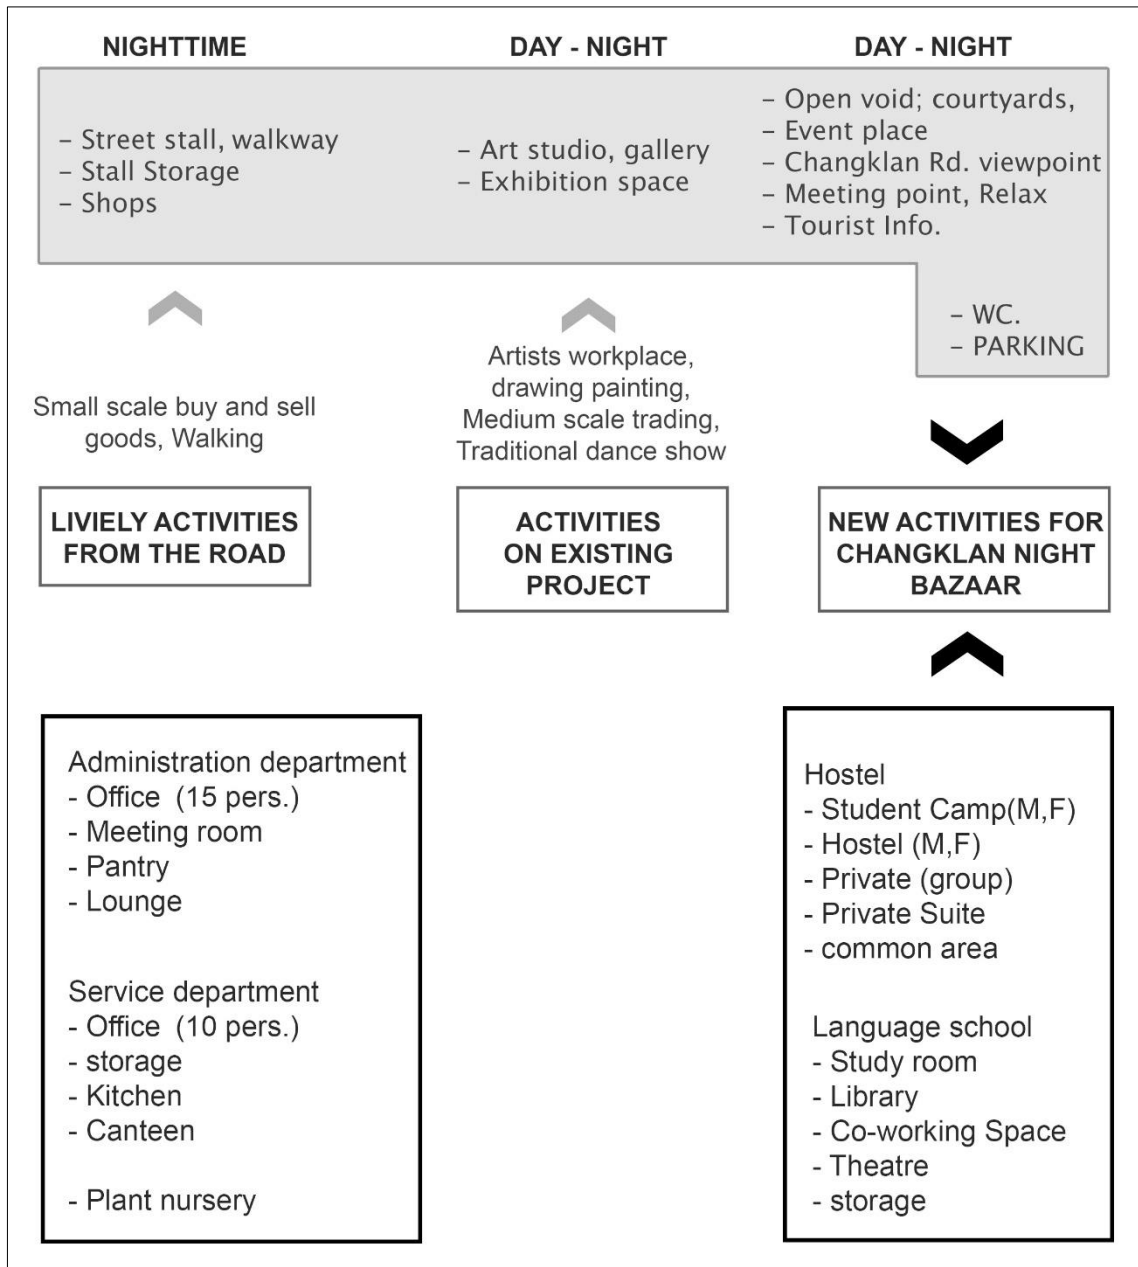 NIGHTTIME
– Street stall, walkway
– Stall Storage
– Shops
Small scale buy and sell
goods, Walking
LIVIELY ACTIVITIES
FROM THE ROAD
DAY - NIGHT
– Art studio, gallery
– Exhibition space
Artists workplace,
drawing painting,
Medium scale trading,
Traditional dance show
ACTIVITIES
ON EXISTING
PROJECT
DAY - NIGHT
– Open void; courtyards,
– Event place
– Changklan Rd. viewpoint
– Meeting point, Relax
– Tourist Info.
– WC.
– PARKING
NEW ACTIVITIES FOR
CHANGKLAN NIGHT
BAZAAR
Administration department
- Office (15 pers.)
- Meeting room
- Pantry
- Lounge
Service department
- Office (10 pers.)
- storage
- Kitchen
- Canteen
- Plant nursery
Hostel
- Student Camp(M,F)
- Hostel (M,F)
- Private (group)
- Private Suite
- common area
Language school
- Study room
- Library
- Co-working Space
- Theatre
- storage